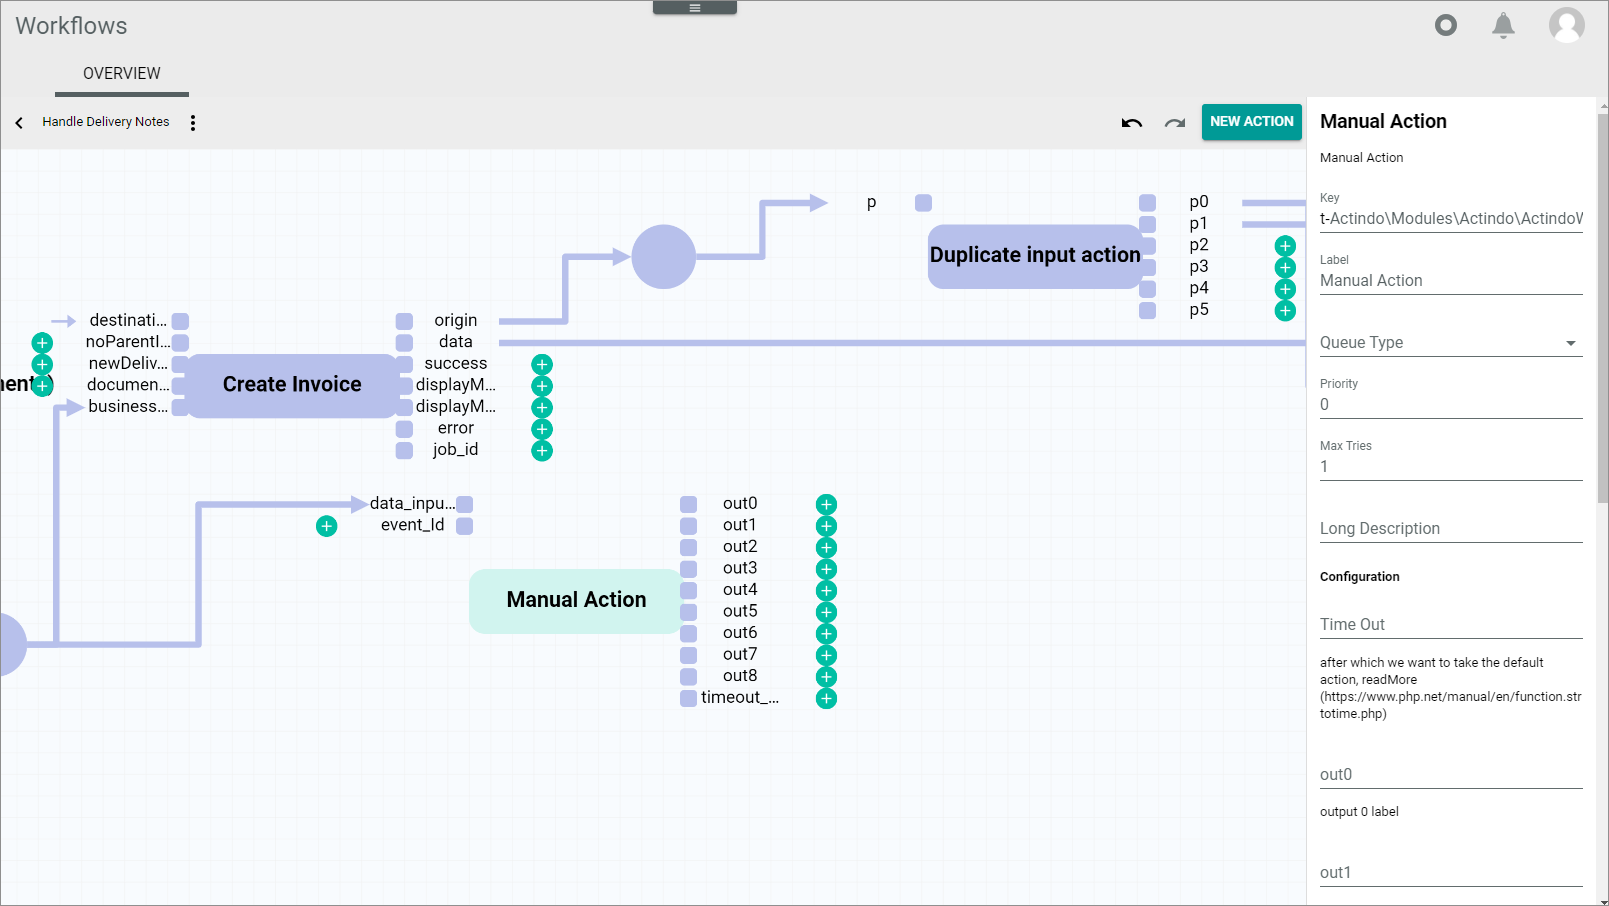 Workflows
OVERVIEW
Handle Delivery Notes
NEW ACTION
p
Duplicate input action
p0
p1
p2
p3
p4
p5
destinati...
noParentI...
newDeliv...
documen...
business...
Create Invoice
origin
data
success
displayM...
displayM...
error
job_id
data_inpu...
event_Id
Manual Action
out0
out1
out2
out3
out4
out5
out6
out7
out8
timeout_...
Manual Action
Manual Action
Key
t-Actindo\Modules\Actindo\Actindo
Label
Manual Action
Queue Type
Priority
0
Max Tries
1
Long Description
Configuration
Time Out
after which we want to take the default
action, readMore
(https://www.php.net/manual/en/function.str
totime.php)
out0
output 0 label
out1